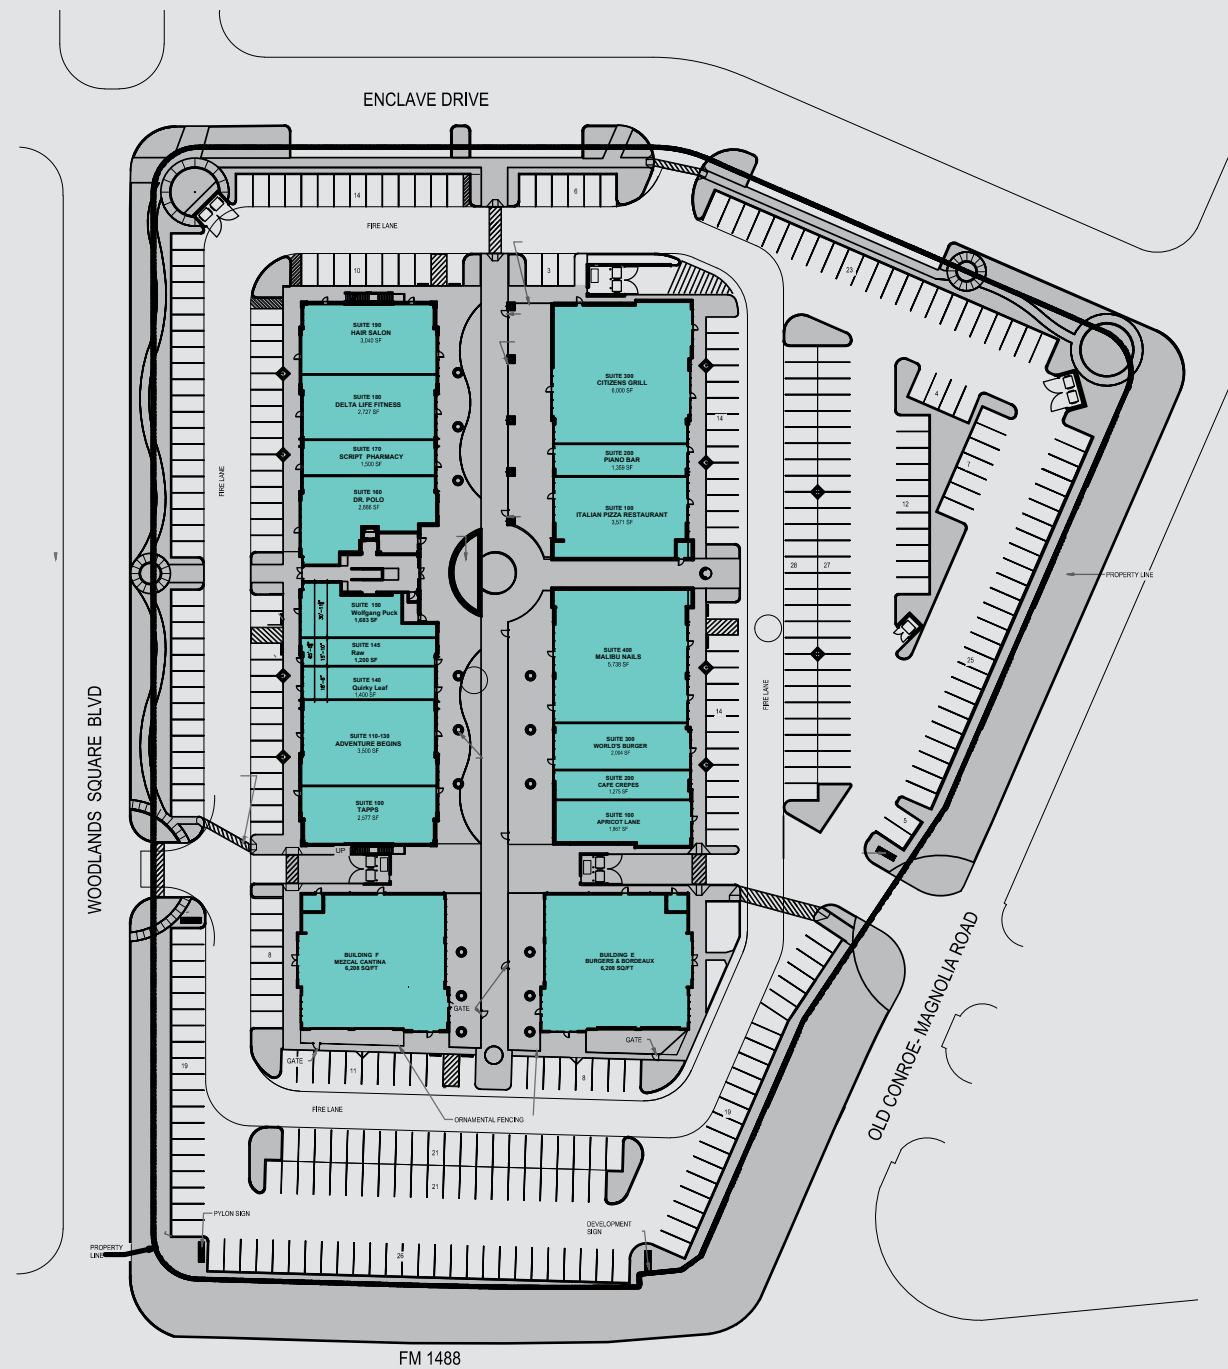 ENCLAVE DRIVE
14
6
FIRE LANE
23
10
3
SUITE 190
HAIR SALON
3,040 SF
SUITE 180
DELTA LIFE FITNESS
2,727 SF
SUITE 170
SCRIPT PHARMACY
1,500 SF
SUITE 160
DR. POLO
SUITE 300
CITIZENS GRILL
6,000 SF
SUITE 200
PIANO BAR
1,359 SF
SUITE 100
ITALIAN PIZZA RESTAURANT
3,571 SF
14
4
7
12
FIRE LANE
28
27
PROPERTY LINE
SUITE 150
Wolfgang Puck
1,683 SF
SUITE 145
Raw
1,200 SF
SUITE 140
Quirky Leaf
1,400 SF
SUITE 110-130
ADVENTURE BEGINS
3,500 SF
SUITE 100
TAPPS
2,577 SF
SUITE 400
MALIBU NAILS
5,738 SF
SUITE 300
WORLD'S BURGER
2,094 SF
SUITE 200
CAFE CREPES
1,275 SF
SUITE 100
APRICOT LANE
1,867 SF
14
FIRE LANE
25
5
WOODLANDS SQUARE BLVD
UP
8
BUILDING F
MEZCAL CANTINA
6,208 SQ/FT
BUILDING E
BURGERS & BORDEAUX
6,208 SQ/FT
GATE
GATE
GATE
19
11
8
19
OLD CONROE- MAGNOLIA ROAD
FIRE LANE
ORNAMENTAL FENCING
21
21
PYLON SIGN
DEVELOPMENT
SIGN
PROPERTY
LINE
26
FM 1488